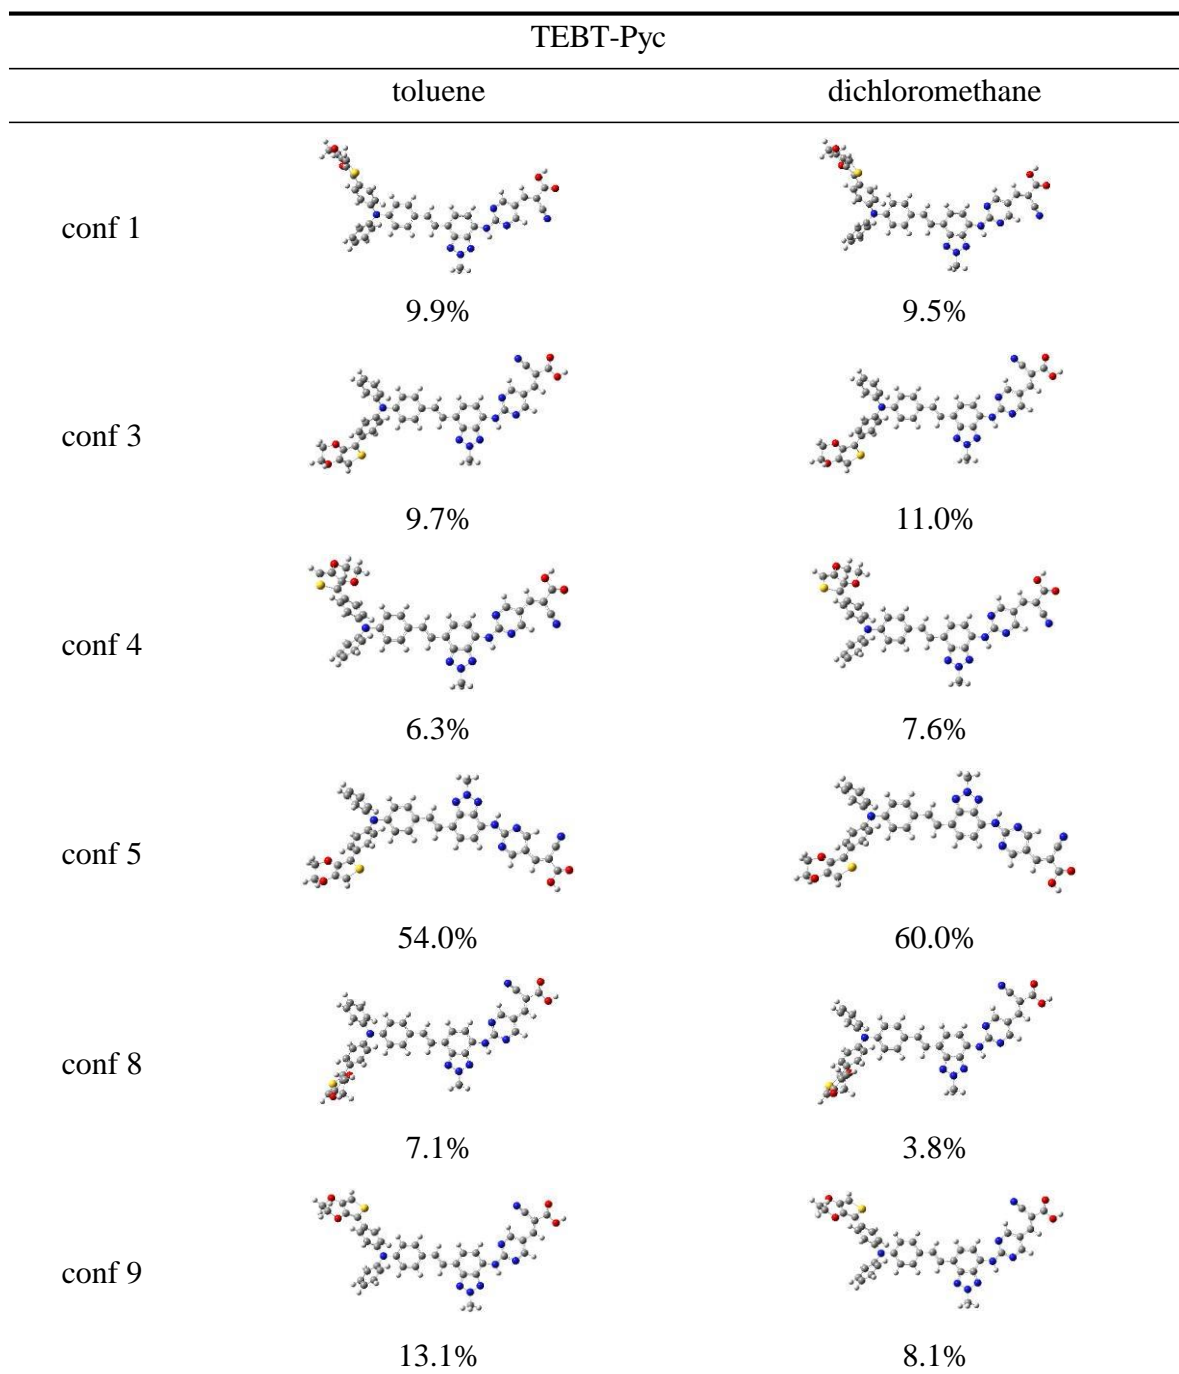 TEBT-Pyc
toluene dichloromethane
conf 1
9.9% 9.5%
conf 3
9.7% 11.0%
conf 4
6.3% 7.6%
conf 5
54.0% 60.0%
conf 8
7.1% 3.8%
conf 9
13.1% 8.1%